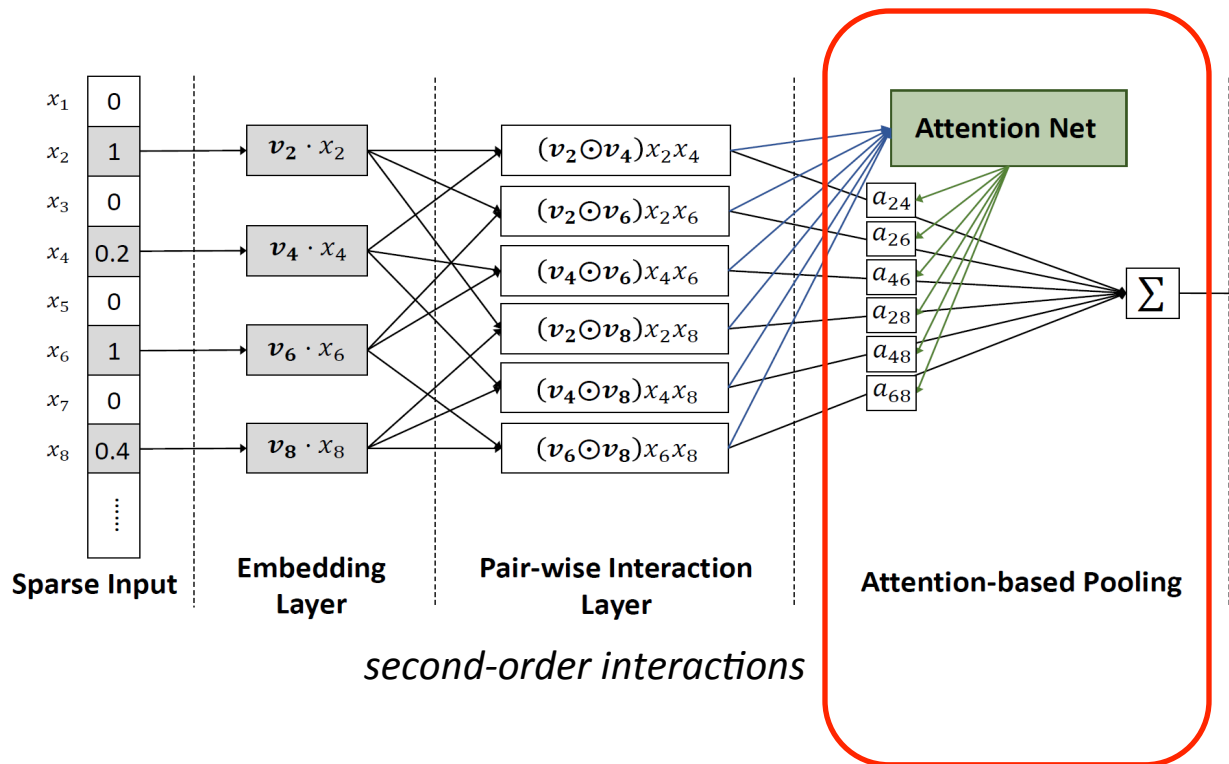 x₁ 0
x₂ 1
x₃ 0
x₄ 0.2
x₅ 0
x₆ 1
x₇ 0
x₈ 0.4
......
Sparse Input
v₂ · x₂
v₄ · x₄
v₆ · x₆
v₈ · x₈
Embedding
Layer
(v₂⊙v₄)x₂x₄
(v₂⊙v₆)x₂x₆
(v₄⊙v₆)x₄x₆
(v₂⊙v₈)x₂x₈
(v₄⊙v₈)x₄x₈
(v₆⊙v₈)x₆x₈
Pair-wise Interaction
Layer
second-order interactions
Attention Net
a₂₄
a₂₆
a₄₆
a₂₈
a₄₈
a₆₈
∑
Attention-based Pooling